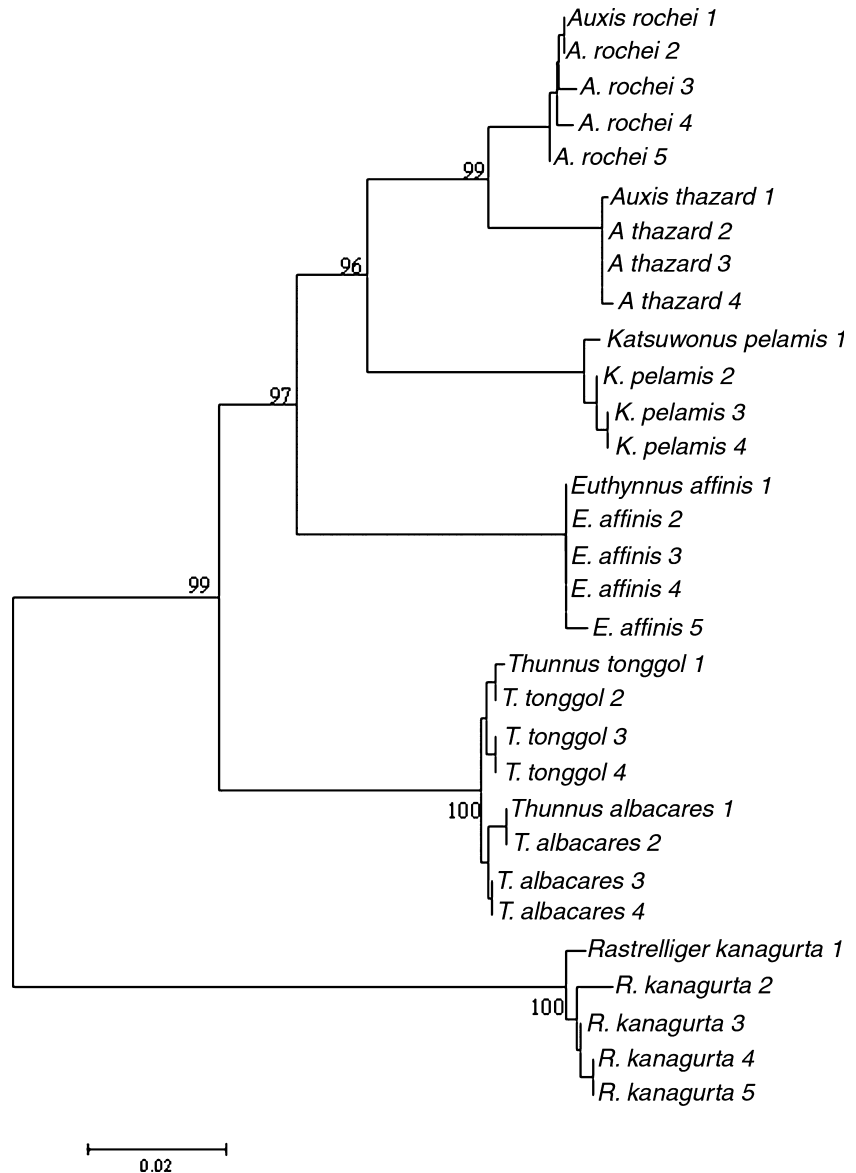 Auxis rochei 1
A. rochei 2
A. rochei 3
A. rochei 4
A. rochei 5
99
Auxis thazard 1
A thazard 2
A thazard 3
A thazard 4
96
Katsuwonus pelamis 1
K. pelamis 2
K. pelamis 3
K. pelamis 4
97
Euthynnus affinis 1
E. affinis 2
E. affinis 3
E. affinis 4
E. affinis 5
99
Thunnus tonggol 1
T. tonggol 2
T. tonggol 3
T. tonggol 4
100
Thunnus albacares 1
T. albacares 2
T. albacares 3
T. albacares 4
Rastrelliger kanagurta 1
R. kanagurta 2
100
R. kanagurta 3
R. kanagurta 4
R. kanagurta 5
0.02